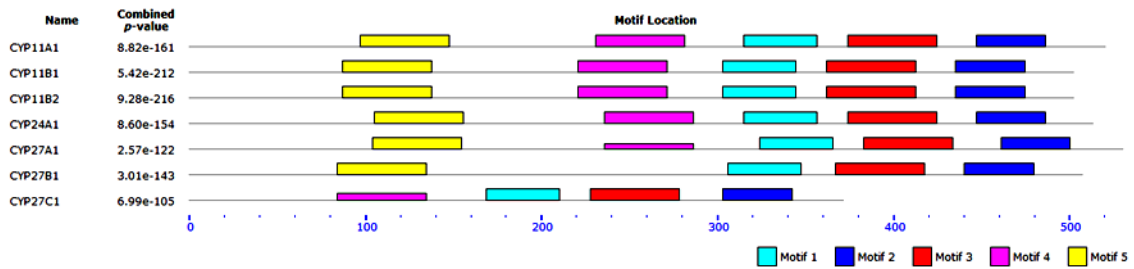 Name Combined p-value Motif Location
CYP11A1 8.82e-161
CYP11B1 5.42e-212
CYP11B2 9.28e-216
CYP24A1 8.60e-154
CYP27A1 2.57e-122
CYP27B1 3.01e-143
CYP27C1 6.99e-105
0 100 200 300 400 500
Motif 1 Motif 2 Motif 3 Motif 4 Motif 5